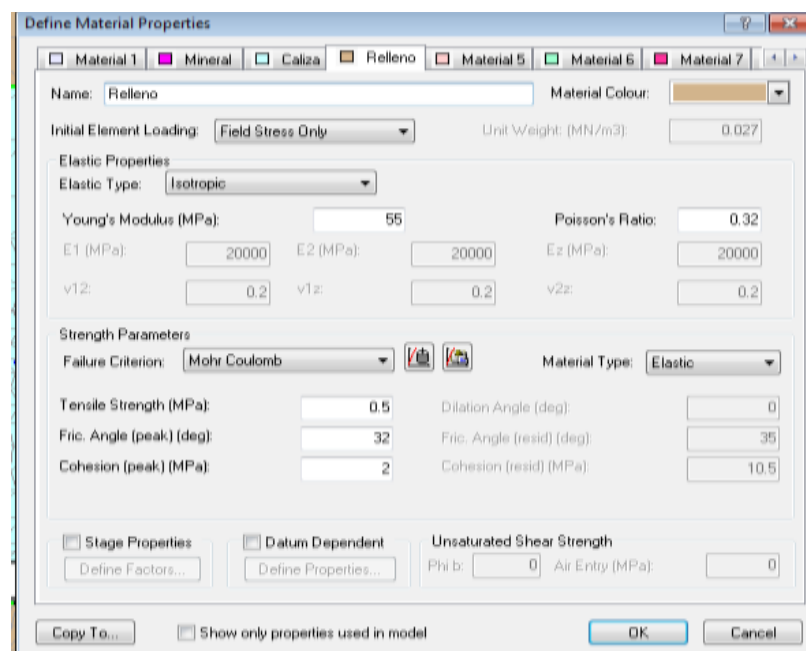 Define Material Properties
Material 1 Mineral Caliza Relleno Material 5 Material 6 Material 7
Name: Relleno Material Colour:
Initial Element Loading: Field Stress Only Unit Weight: (MN/m3): 0.027
Elastic Properties
Elastic Type: Isotropic
Young's Modulus (MPa): 55 Poisson's Ratio: 0.32
E1 (MPa): 20000 E2 (MPa): 20000 Ez (MPa): 20000
v12: 0.2 v1z: 0.2 v2z: 0.2
Strength Parameters
Failure Criterion: Mohr Coulomb Material Type: Elastic
Tensile Strength (MPa): 0.5 Dilation Angle (deg): 0
Fric. Angle (peak) (deg): 32 Fric. Angle (resid) (deg): 35
Cohesion (peak) (MPa): 2 Cohesion (resid) (MPa): 10.5
Stage Properties Datum Dependent Unsaturated Shear Strength
Define Factors... Define Properties... Phi b: 0 Air Entry (MPa): 0
Copy To... Show only properties used in model OK Cancel